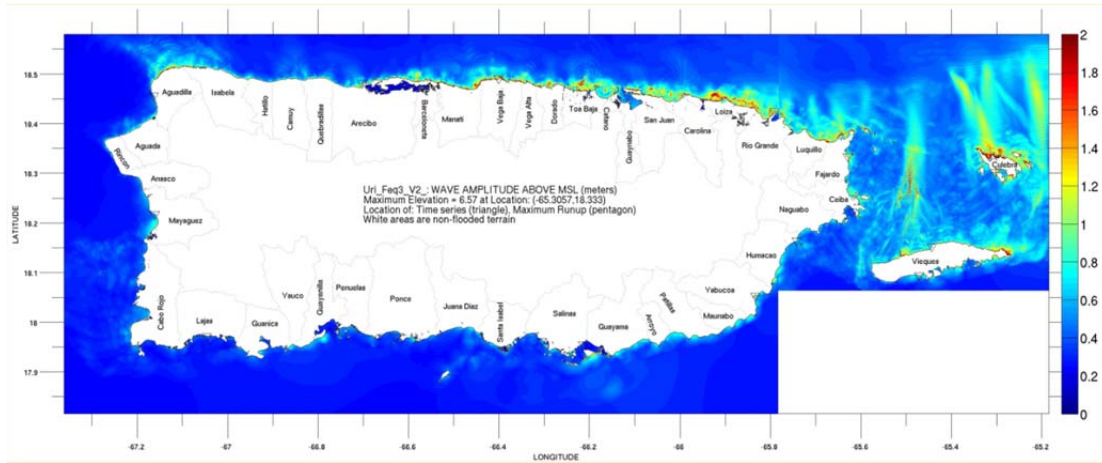 2
1.8
1.6
1.4
1.2
1
0.8
0.6
0.4
0.2
0
18.5
18.4
18.3
18.2
18.1
18
17.9
LATITUDE
Aguadilla
Isabela
Hatillo
Camuy
Quebradillas
Arecibo
Barceloneta
Manati
Vega Baja
Vega Alta
Dorado
Toa Baja
Catano
Guaynabo
San Juan
Carolina
Loiza
Rio Grande
Luquillo
Fajardo
Ceiba
Naguabo
Humacao
Culebra
Vieques
Rincon
Aguada
Anasco
Mayaguez
Uri_Feq3_V2_: WAVE AMPLITUDE ABOVE MSL (meters)
Maximum Elevation = 6.57 at Location: (-65.3057,18.333)
Location of: Time series (triangle), Maximum Runup (pentagon)
White areas are non-flooded terrain
Cabo Rojo
Lajas
Guanica
Yauco
Guayanilla
Penuelas
Ponce
Juana Diaz
Santa Isabel
Salinas
Guayama
Arroyo
Patillas
Maunabo
Yabucoa
-67.2
-67
-66.8
-66.6
-66.4
-66.2
-66
-65.8
-65.6
-65.4
-65.2
LONGITUDE